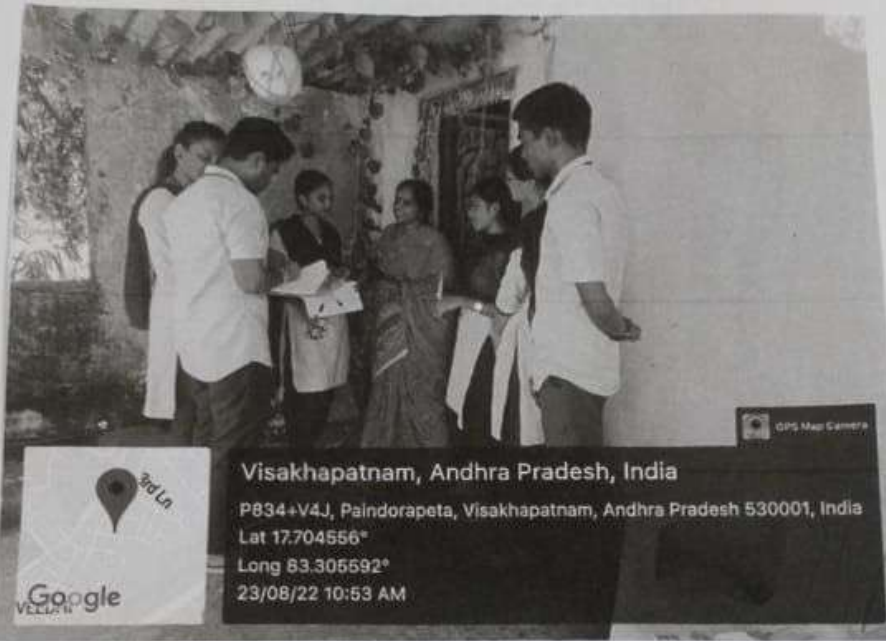 GPS Map Camera
3rd Ln
Google
Visakhapatnam, Andhra Pradesh, India
P834+V4J, Paindorapeta, Visakhapatnam, Andhra Pradesh 530001, India
Lat 17.704556°
Long 83.305592°
23/08/22 10:53 AM